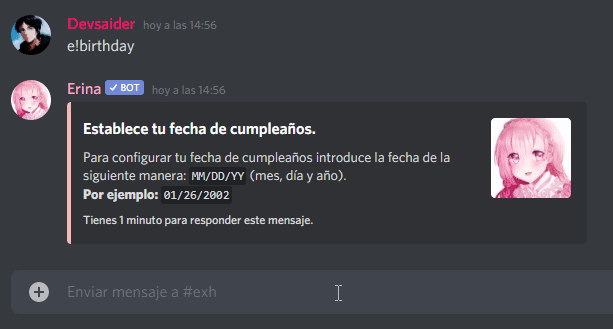 Devsaider hoy a las 14:56
e!birthday
Erina BOT hoy a las 14:56
Establece tu fecha de cumpleaños.
Para configurar tu fecha de cumpleaños introduce la fecha de la
siguiente manera: MM/DD/YY (mes, día y año).
Por ejemplo: 01/26/2002
Tienes 1 minuto para responder este mensaje.
Enviar mensaje a #exh